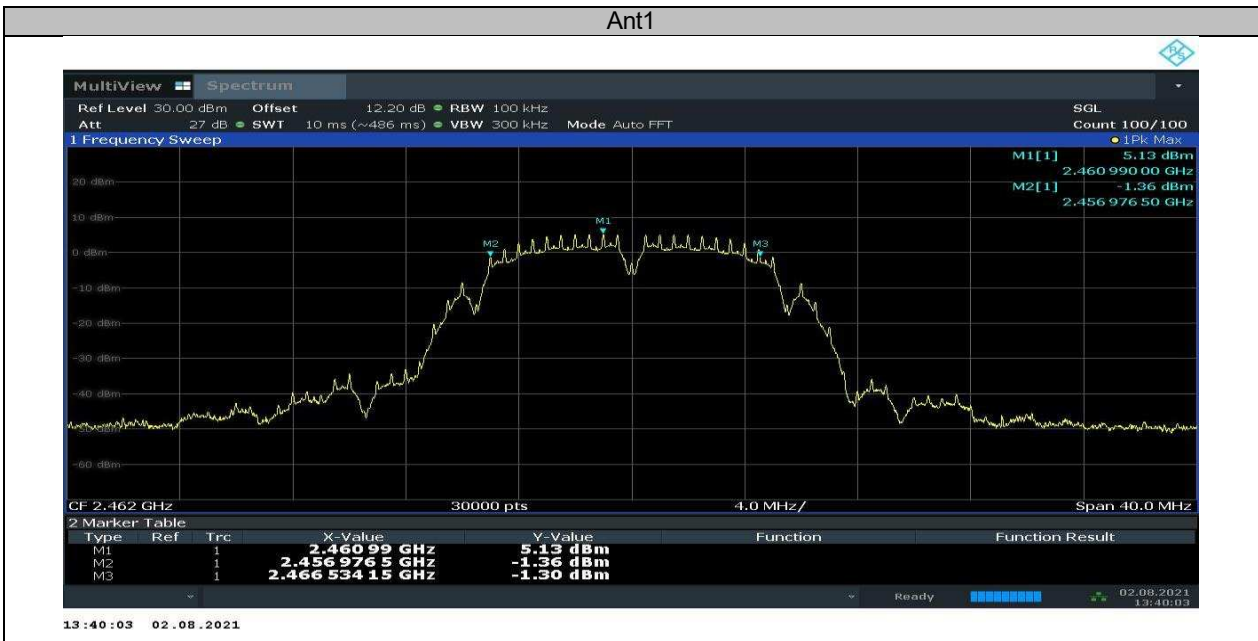 Ant1
R&S
MultiView Spectrum
Ref Level 30.00 dBm Offset 12.20 dB RBW 100 kHz SGL
Att 27 dB SWT 10 ms (~486 ms) VBW 300 kHz Mode Auto FFT Count 100/100
1 Frequency Sweep 1Pk Max
M1[1] 5.13 dBm
2.460 990 00 GHz
M2[1] -1.36 dBm
2.456 976 50 GHz
20 dBm
10 dBm
M1
M2 M3
0 dBm
-10 dBm
-20 dBm
-30 dBm
-40 dBm
-50 dBm
-60 dBm
CF 2.462 GHz 30000 pts 4.0 MHz/ Span 40.0 MHz
2 Marker Table
Type Ref Trc X-Value Y-Value Function Function Result
M1 1 2.460 99 GHz 5.13 dBm
M2 1 2.456 976 5 GHz -1.36 dBm
M3 1 2.466 534 15 GHz -1.30 dBm
Ready 02.08.2021
13:40:03
13:40:03 02.08.2021